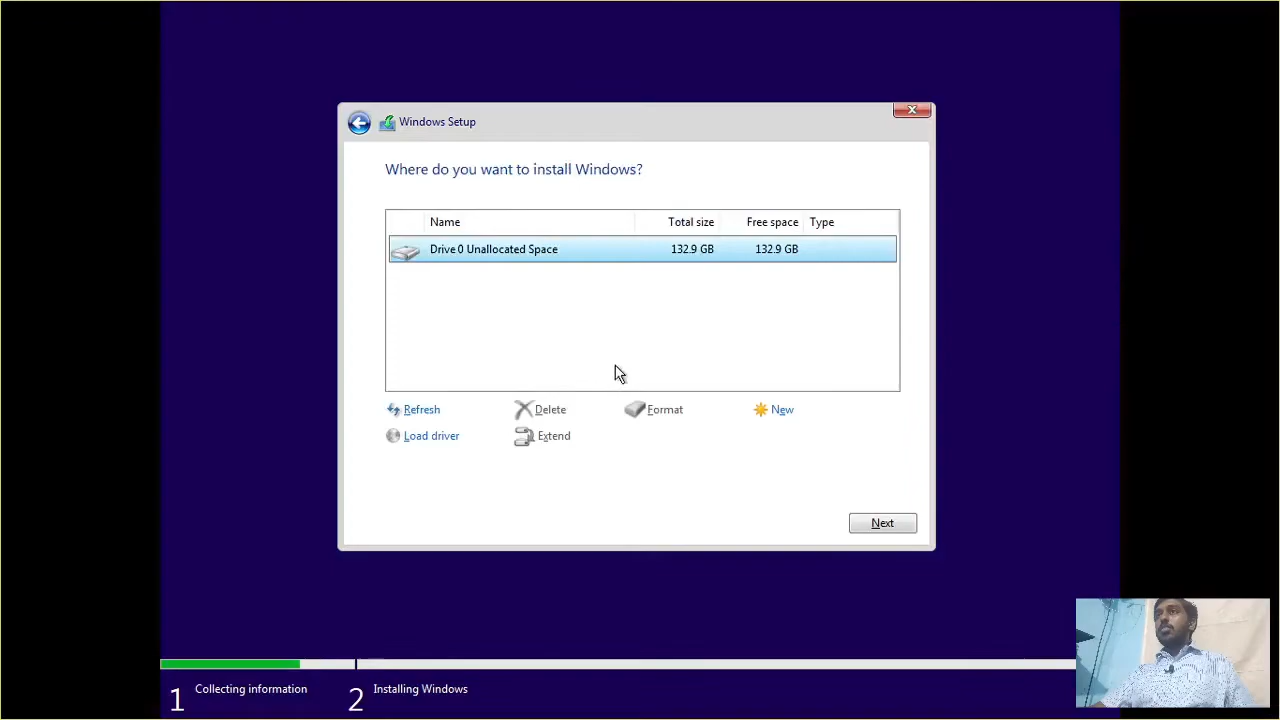 Windows Setup
Where do you want to install Windows?
Name Total size Free space Type
Drive 0 Unallocated Space 132.9 GB 132.9 GB
Refresh Delete Format New
Load driver Extend
Next
1 Collecting information 2 Installing Windows